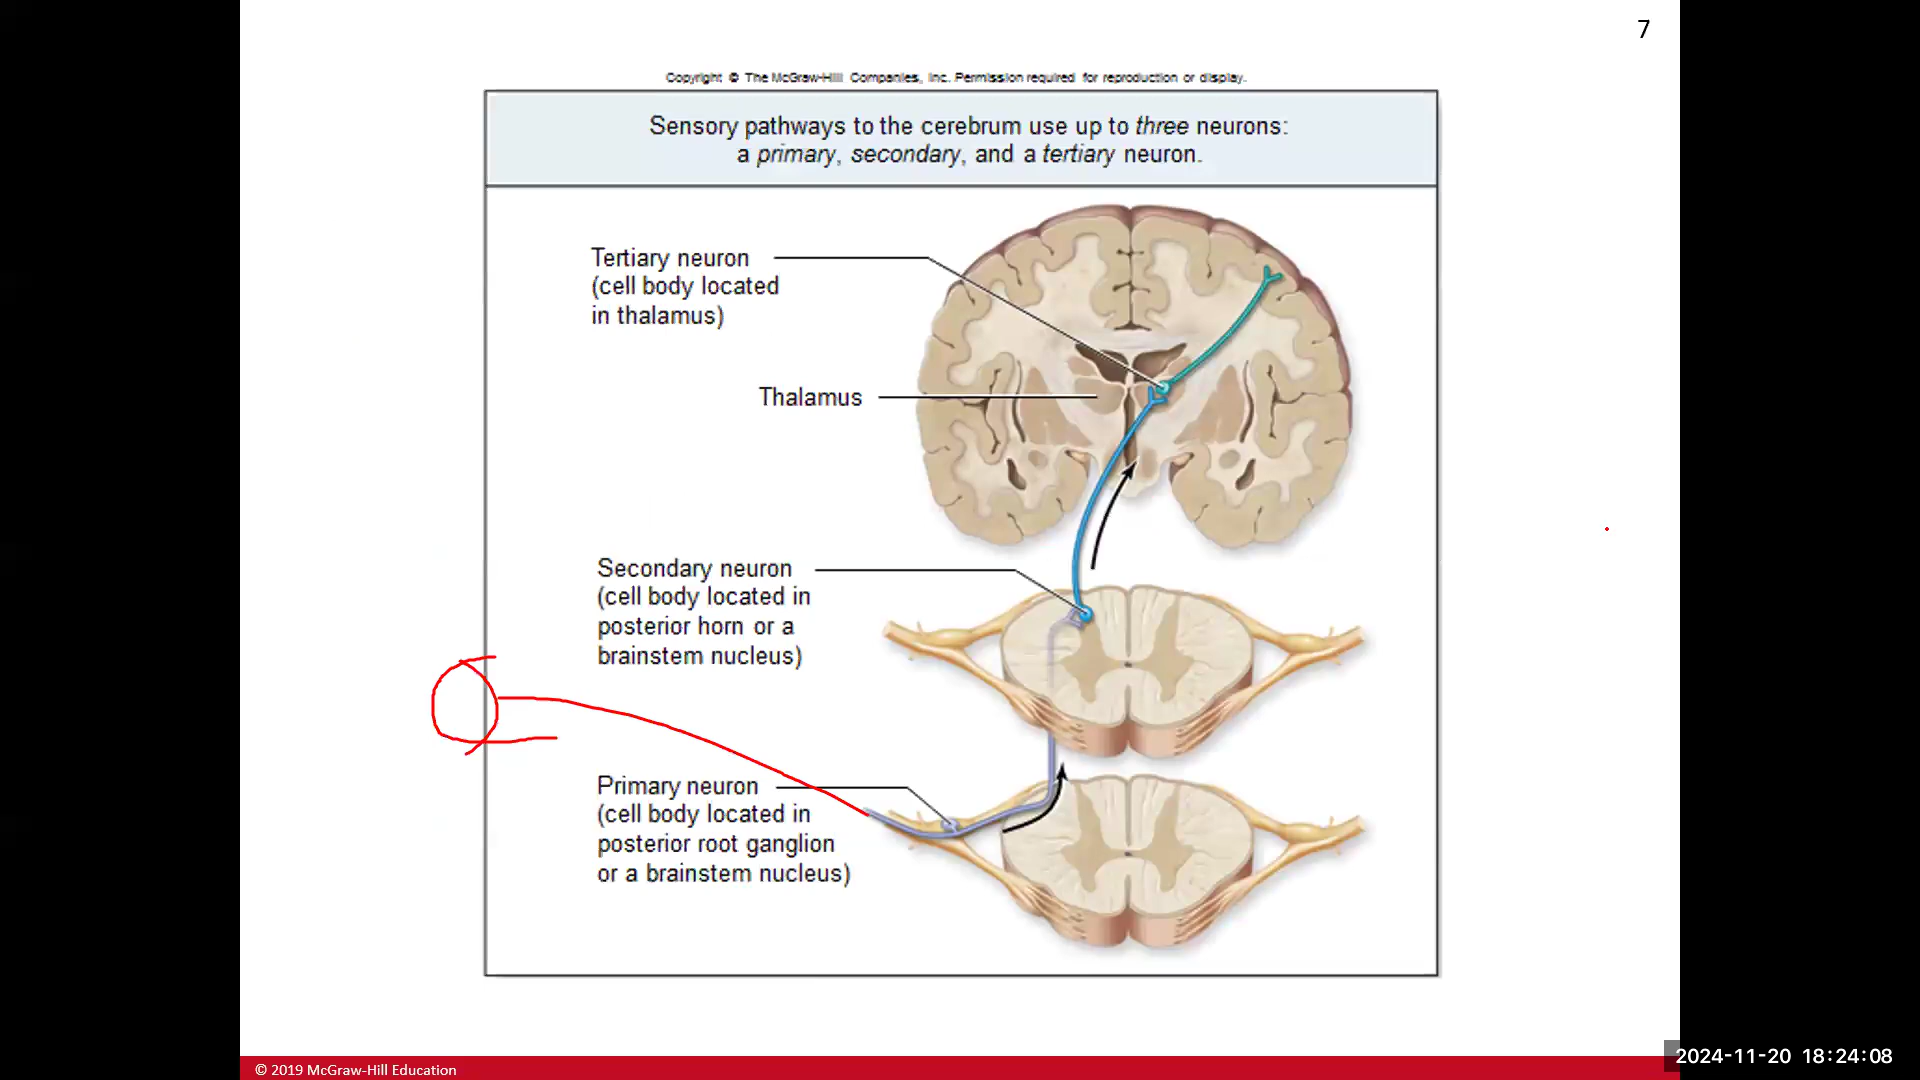 7
Copyright © The McGraw-Hill Companies, Inc. Permission required for reproduction or display.
Sensory pathways to the cerebrum use up to three neurons:
a primary, secondary, and a tertiary neuron.
Tertiary neuron
(cell body located
in thalamus)
Thalamus
Secondary neuron
(cell body located in
posterior horn or a
brainstem nucleus)
Primary neuron
(cell body located in
posterior root ganglion
or a brainstem nucleus)
© 2019 McGraw-Hill Education
2024-11-20 18:24:08